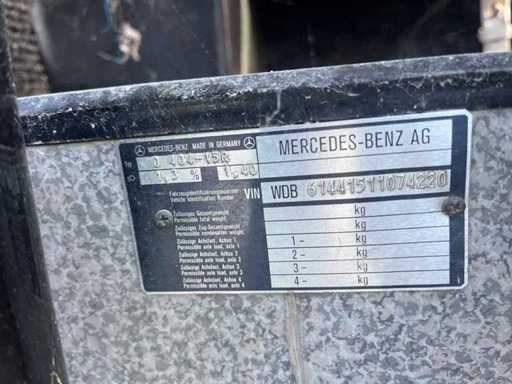 MERCEDES-BENZ MADE IN GERMANY
MERCEDES-BENZ AG
O 404-15R
1,3 % 1,40
Fahrzeugidentifizierungsnummer
Vehicle Identification Number
VIN WDB 61441511074220
Zulässiges Gesamtgewicht
Permissible total weight
kg
Zulässiges Zug-Gesamtgewicht
Permissible combination weight
kg
Zulässige Achslast, Achse 1
Permissible axle load, axle 1
1 - kg
Zulässige Achslast, Achse 2
Permissible axle load, axle 2
2 - kg
Zulässige Achslast, Achse 3
Permissible axle load, axle 3
3 - kg
Zulässige Achslast, Achse 4
Permissible axle load, axle 4
4 - kg